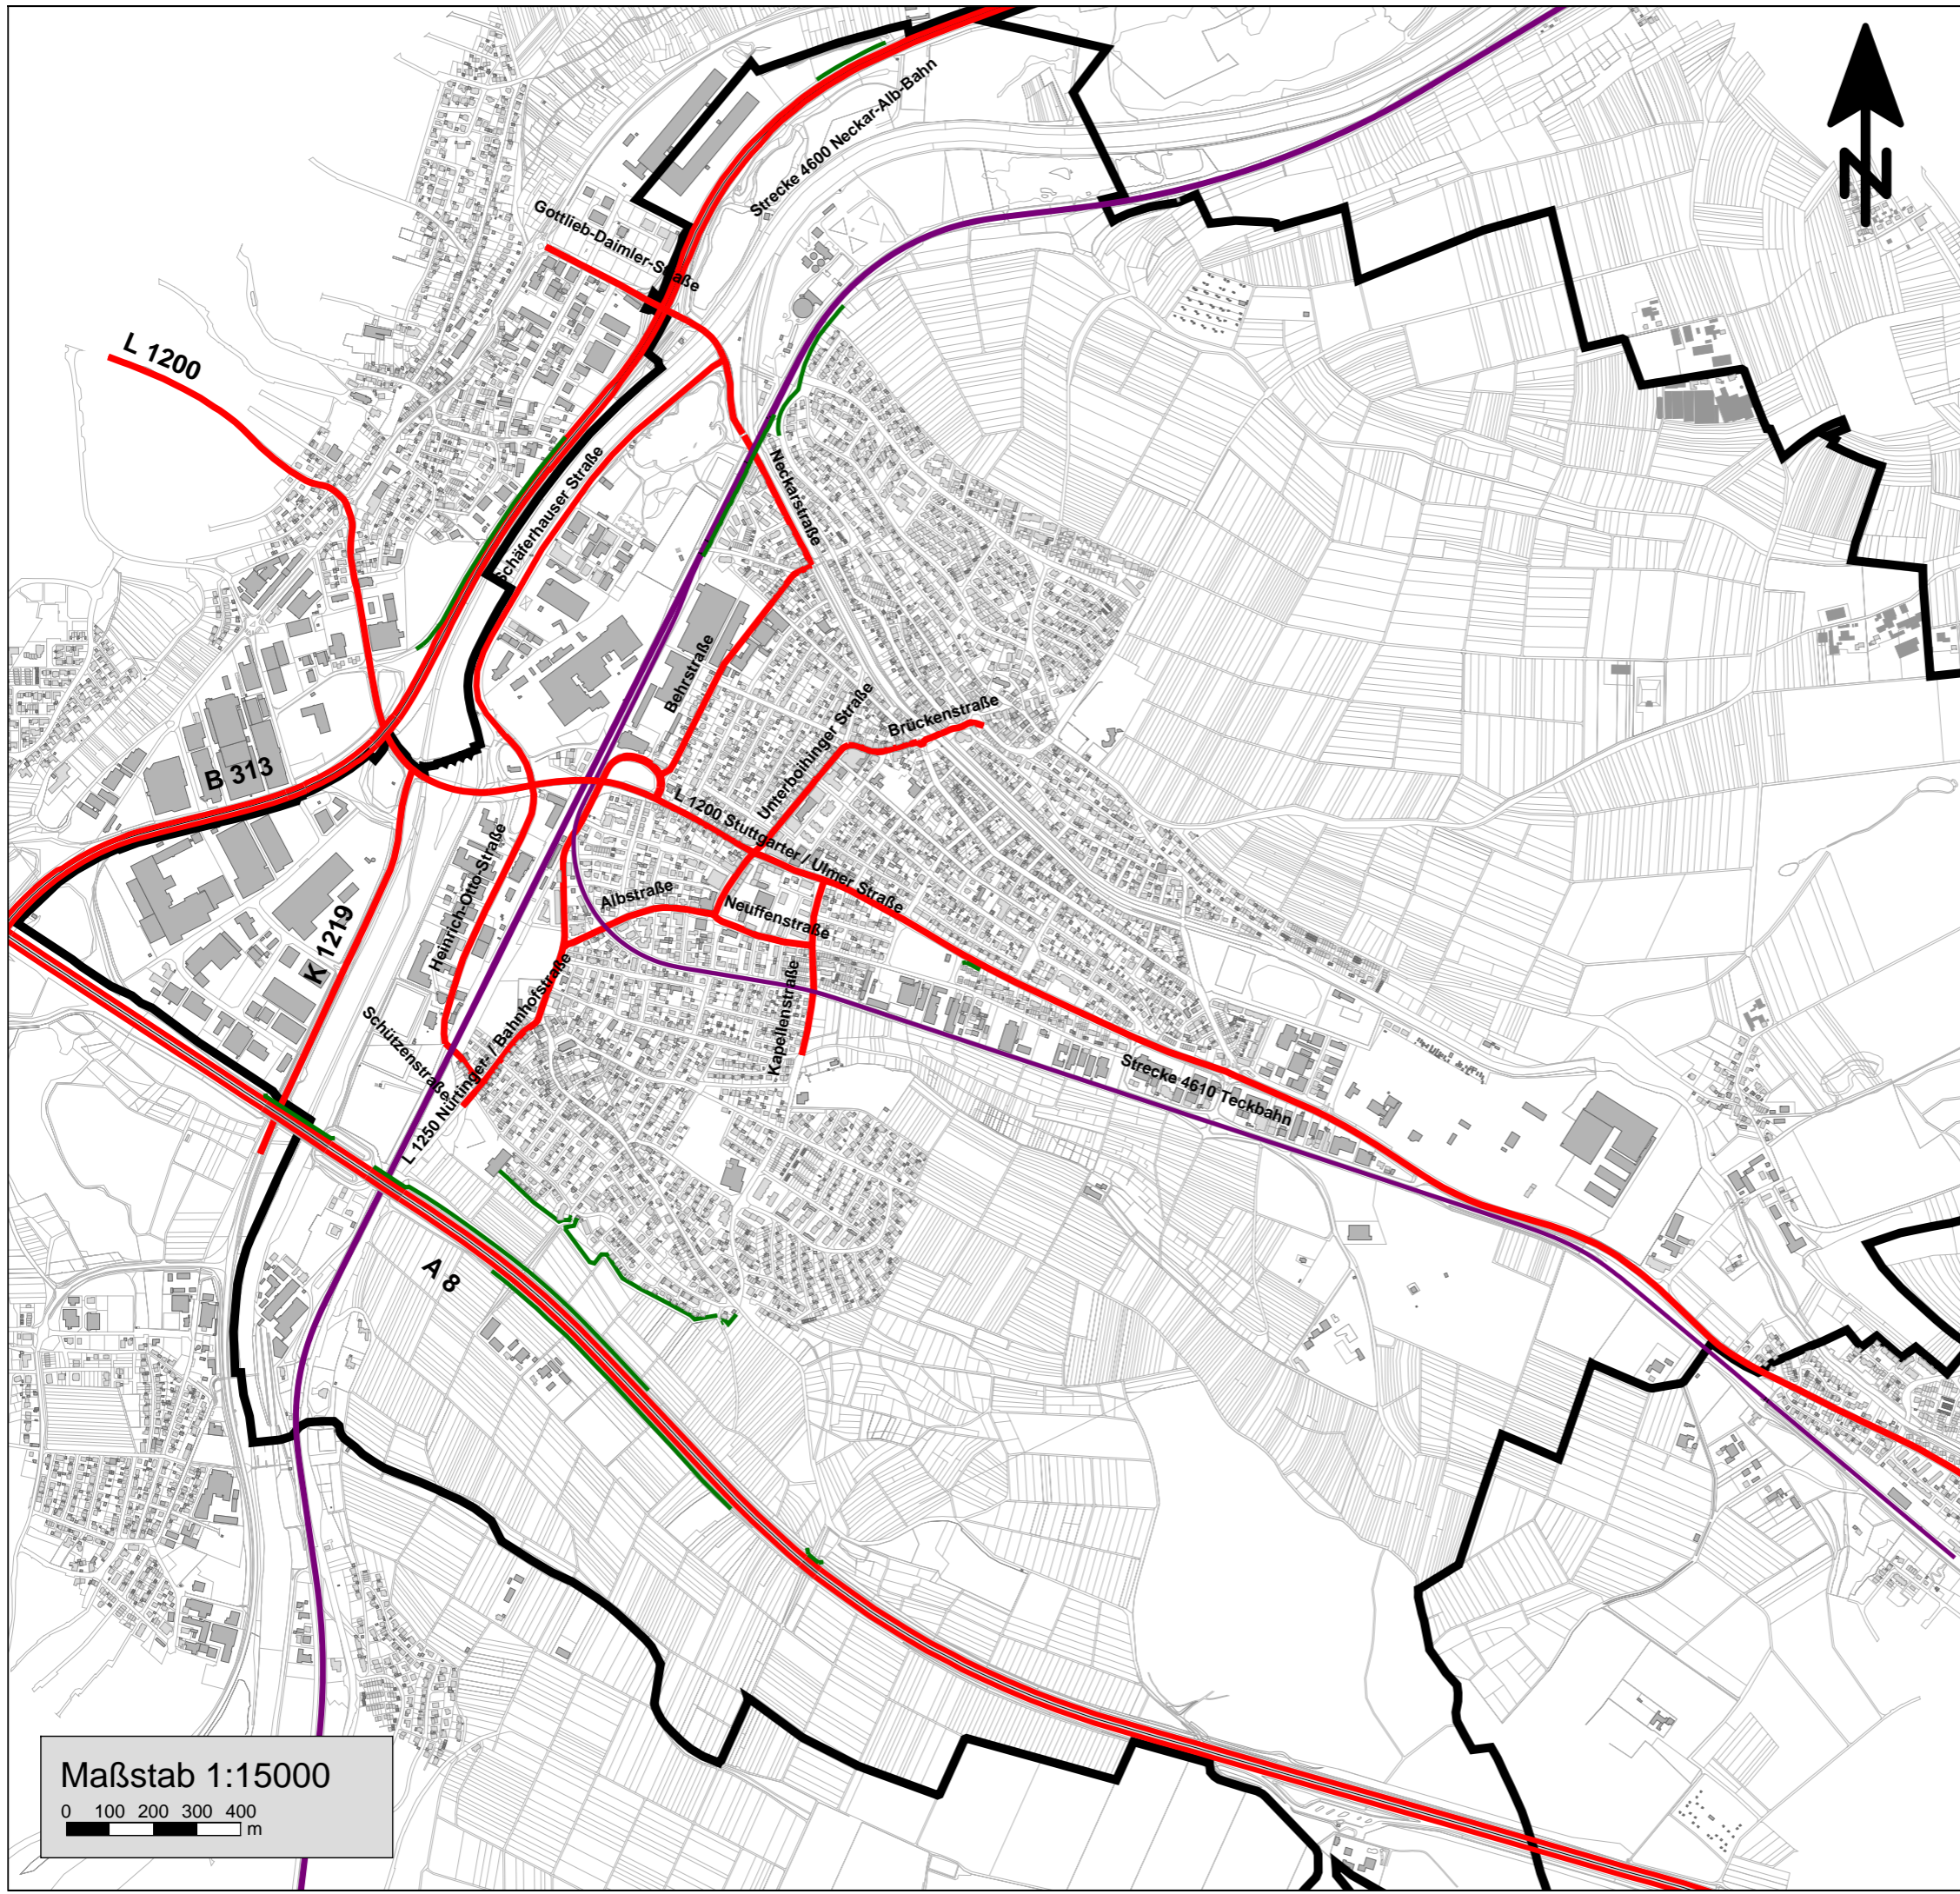 Strecke 4600 Neckar-Alb-Bahn
N
Gottlieb-Daimler-Straße
L 1200
Neckarstraße
Schäferhauser Straße
Behrstraße
Unterboihinger Straße
Brückenstraße
B 313
L 1200 Stuttgarter / Ulmer Straße
Heinrich-Otto-Straße
Albstraße
Neuffenstraße
K 1219
Kapellenstraße
Schützenstraße
L 1250 Nürtinger- / Bahnhofstraße
Strecke 4610 Teckbahn
A 8
Maßstab 1:15000
0 100 200 300 400
m